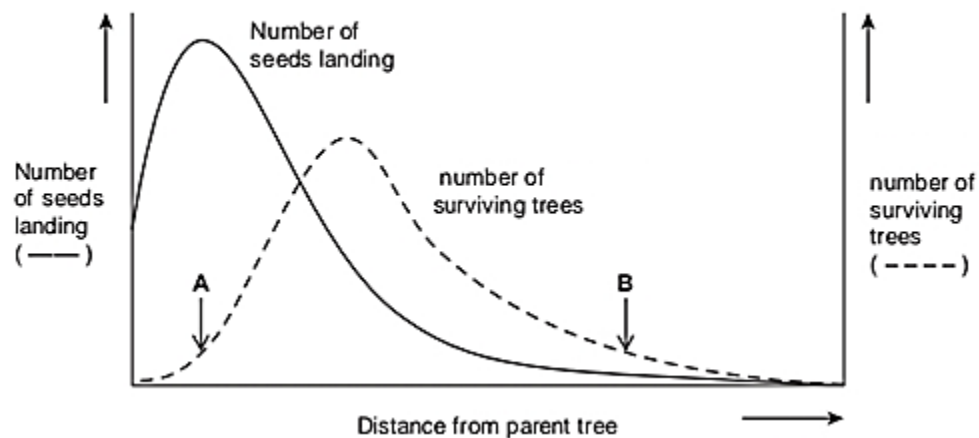 Number of
seeds landing
Number
of seeds
landing
( —— )
A
number of
surviving trees
B
number of
surviving
trees
( ---- )
Distance from parent tree